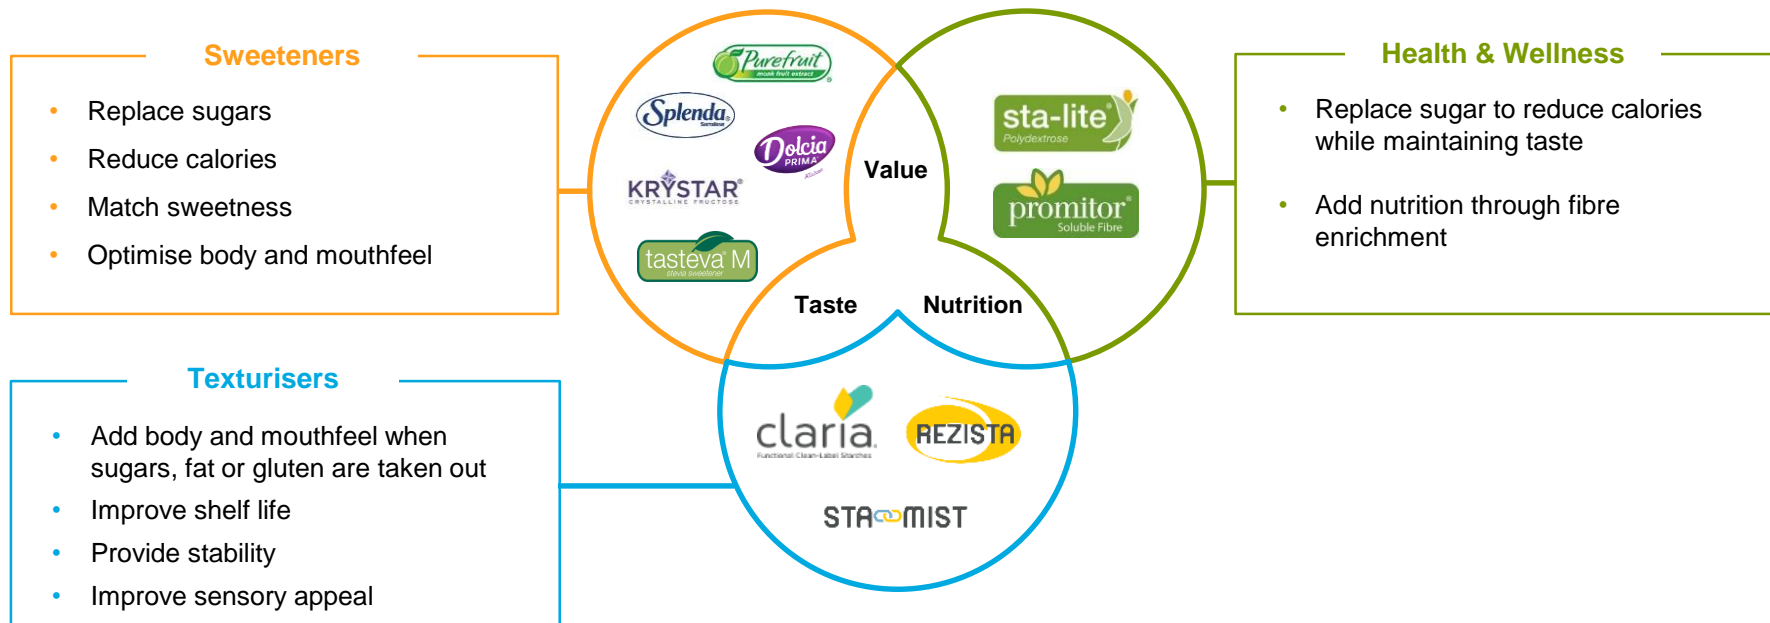 Sweeteners
• Replace sugars
• Reduce calories
• Match sweetness
• Optimise body and mouthfeel
Texturisers
• Add body and mouthfeel when
sugars, fat or gluten are taken out
• Improve shelf life
• Provide stability
• Improve sensory appeal
Purefruit
monk fruit extract
Splenda®
Sucralose
Dolcia
PRIMA
Allulose
KRYSTAR®
CRYSTALLINE FRUCTOSE
tasteva® M
stevia sweetener
Value
Taste
Nutrition
sta-lite®
Polydextrose
promitor®
Soluble Fibre
claria
Functional Clean-Label Starches
REZISTA
STA MIST
Health & Wellness
• Replace sugar to reduce calories
while maintaining taste
• Add nutrition through fibre
enrichment